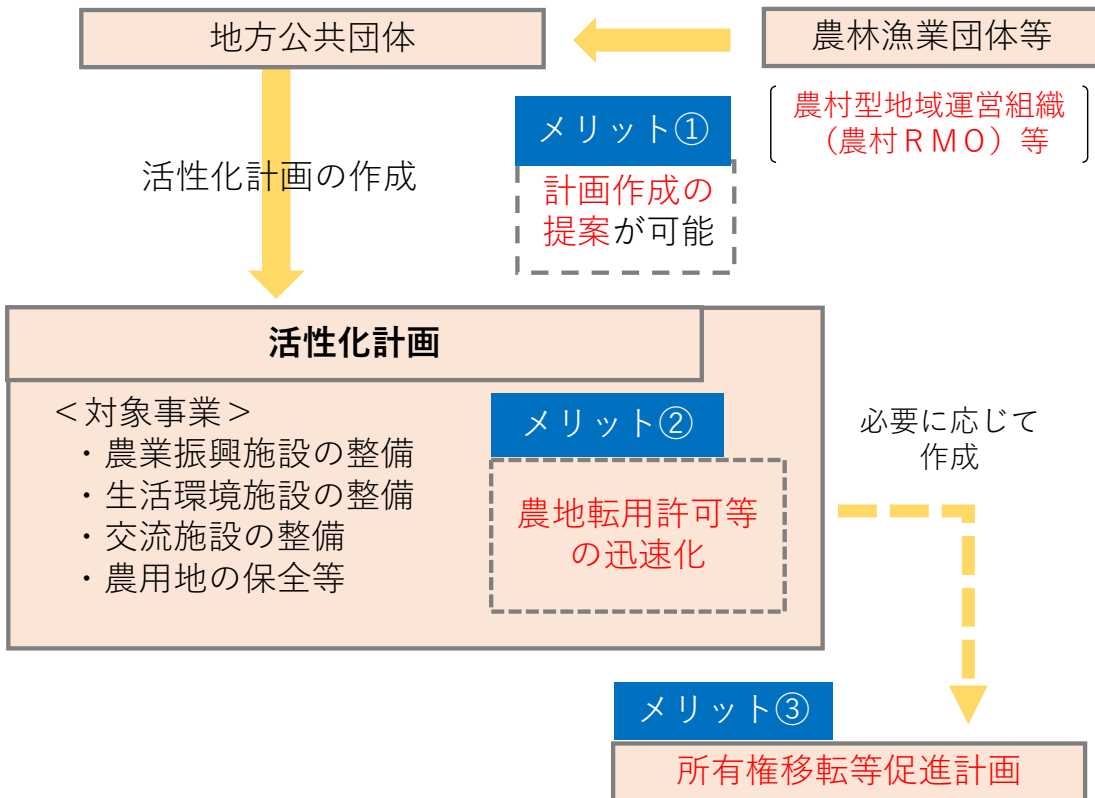 地方公共団体
農林漁業団体等
農村型地域運営組織
（農村ＲＭＯ）等
メリット①
計画作成の
提案が可能
活性化計画の作成
活性化計画
＜対象事業＞
・農業振興施設の整備
・生活環境施設の整備
・交流施設の整備
・農用地の保全等
メリット②
農地転用許可等
の迅速化
必要に応じて
作成
メリット③
所有権移転等促進計画